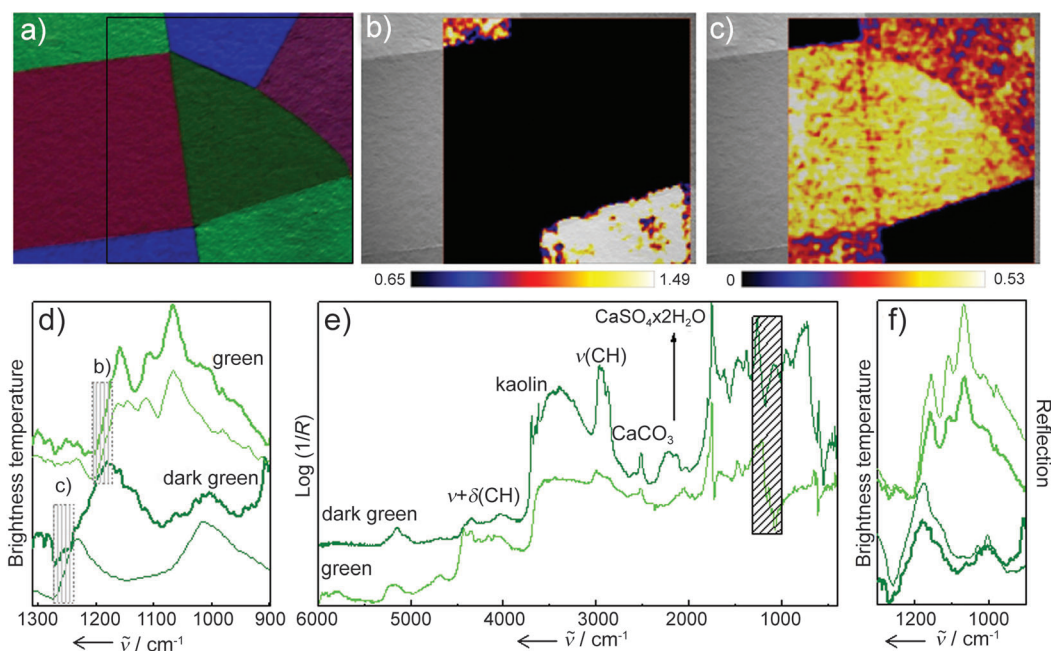 a)
b)
c)
0.65
1.49
0
0.53
d)
green
b)
dark green
c)
Brightness temperature
1310
1200
1100
1000
900
ṽ / cm⁻¹
e)
CaSO₄x2H₂O
ν(CH)
kaolin
CaCO₃
ν+δ(CH)
dark green
green
Log (1/R)
6000
5000
4000
3000
2000
1000
ṽ / cm⁻¹
f)
Brightness temperature
Reflection
1200
1000
ṽ / cm⁻¹